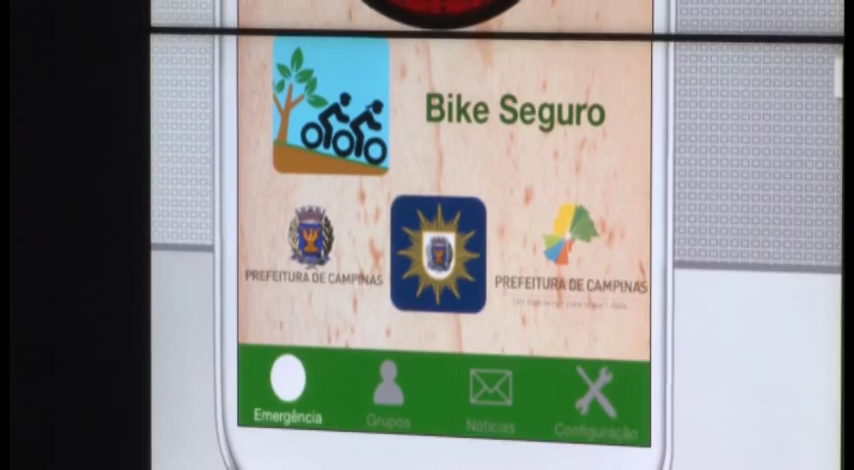 Bike Seguro
PREFEITURA DE CAMPINAS
PREFEITURA DE CAMPINAS
Emergência
Grupos
Notícias
Configuração